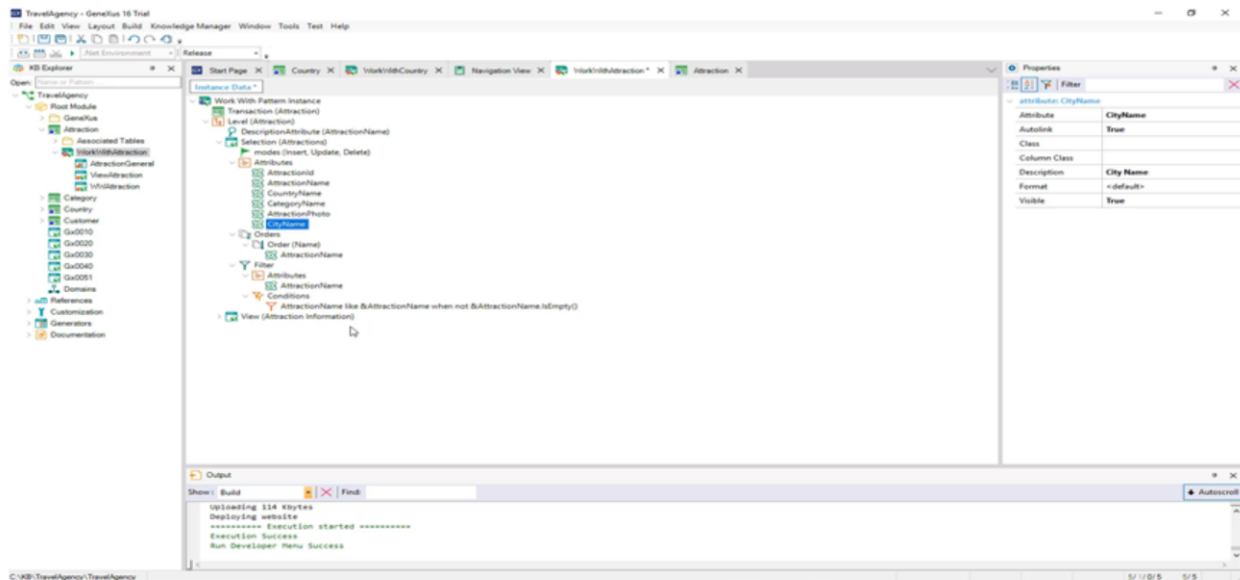 TravelAgency - GeneXus 16 Trial
File Edit View Layout Build Knowledge Manager Window Tools Test Help
.Net Environment Release
KB Explorer
Open: Name or Pattern
TravelAgency
Root Module
GeneXus
Attraction
Associated Tables
WorkWithAttraction
AttractionGeneral
ViewAttraction
WWAttraction
Category
Country
Customer
Gx0010
Gx0020
Gx0030
Gx0040
Gx0051
Domains
References
Customization
Generators
Documentation
Start Page Country WorkWithCountry Navigation View WorkWithAttraction * Attraction
Instance Data *
Work With Pattern Instance
Transaction (Attraction)
Level (Attraction)
DescriptionAttribute (AttractionName)
Selection (Attractions)
modes (Insert, Update, Delete)
Attributes
AttractionId
AttractionName
CountryName
CategoryName
AttractionPhoto
CityName
Orders
Order (Name)
AttractionName
Filter
Attributes
AttractionName
Conditions
AttractionName like &AttractionName when not &AttractionName.IsEmpty()
View (Attraction Information)
Properties
Filter
attribute: CityName
Attribute CityName
Autolink True
Class
Column Class
Description City Name
Format <default>
Visible True
Output
Show: Build Find:
Autoscroll
Uploading 114 Kbytes
Deploying website
========== Execution started ==========
Execution Success
Run Developer Menu Success
C:\KB\TravelAgency\TravelAgency
5/5